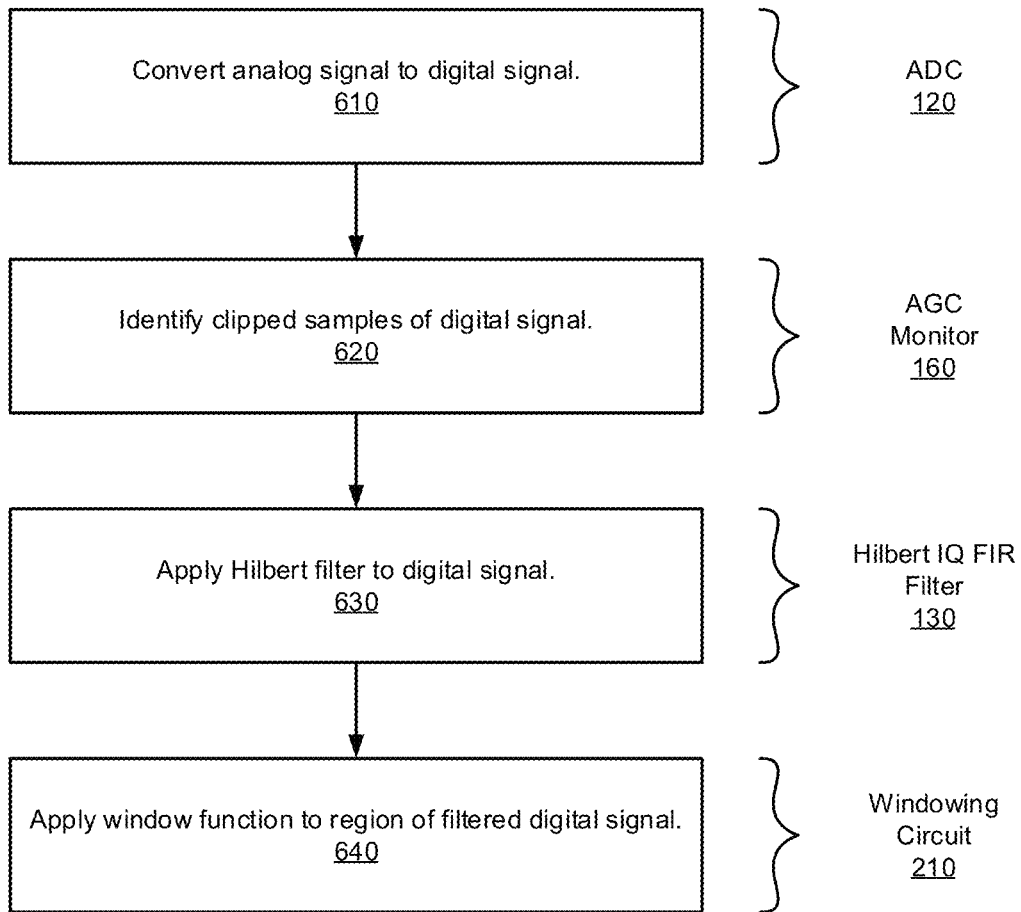 Convert analog signal to digital signal.
610
ADC
120
Identify clipped samples of digital signal.
620
AGC
Monitor
160
Apply Hilbert filter to digital signal.
630
Hilbert IQ FIR
Filter
130
Apply window function to region of filtered digital signal.
640
Windowing
Circuit
210